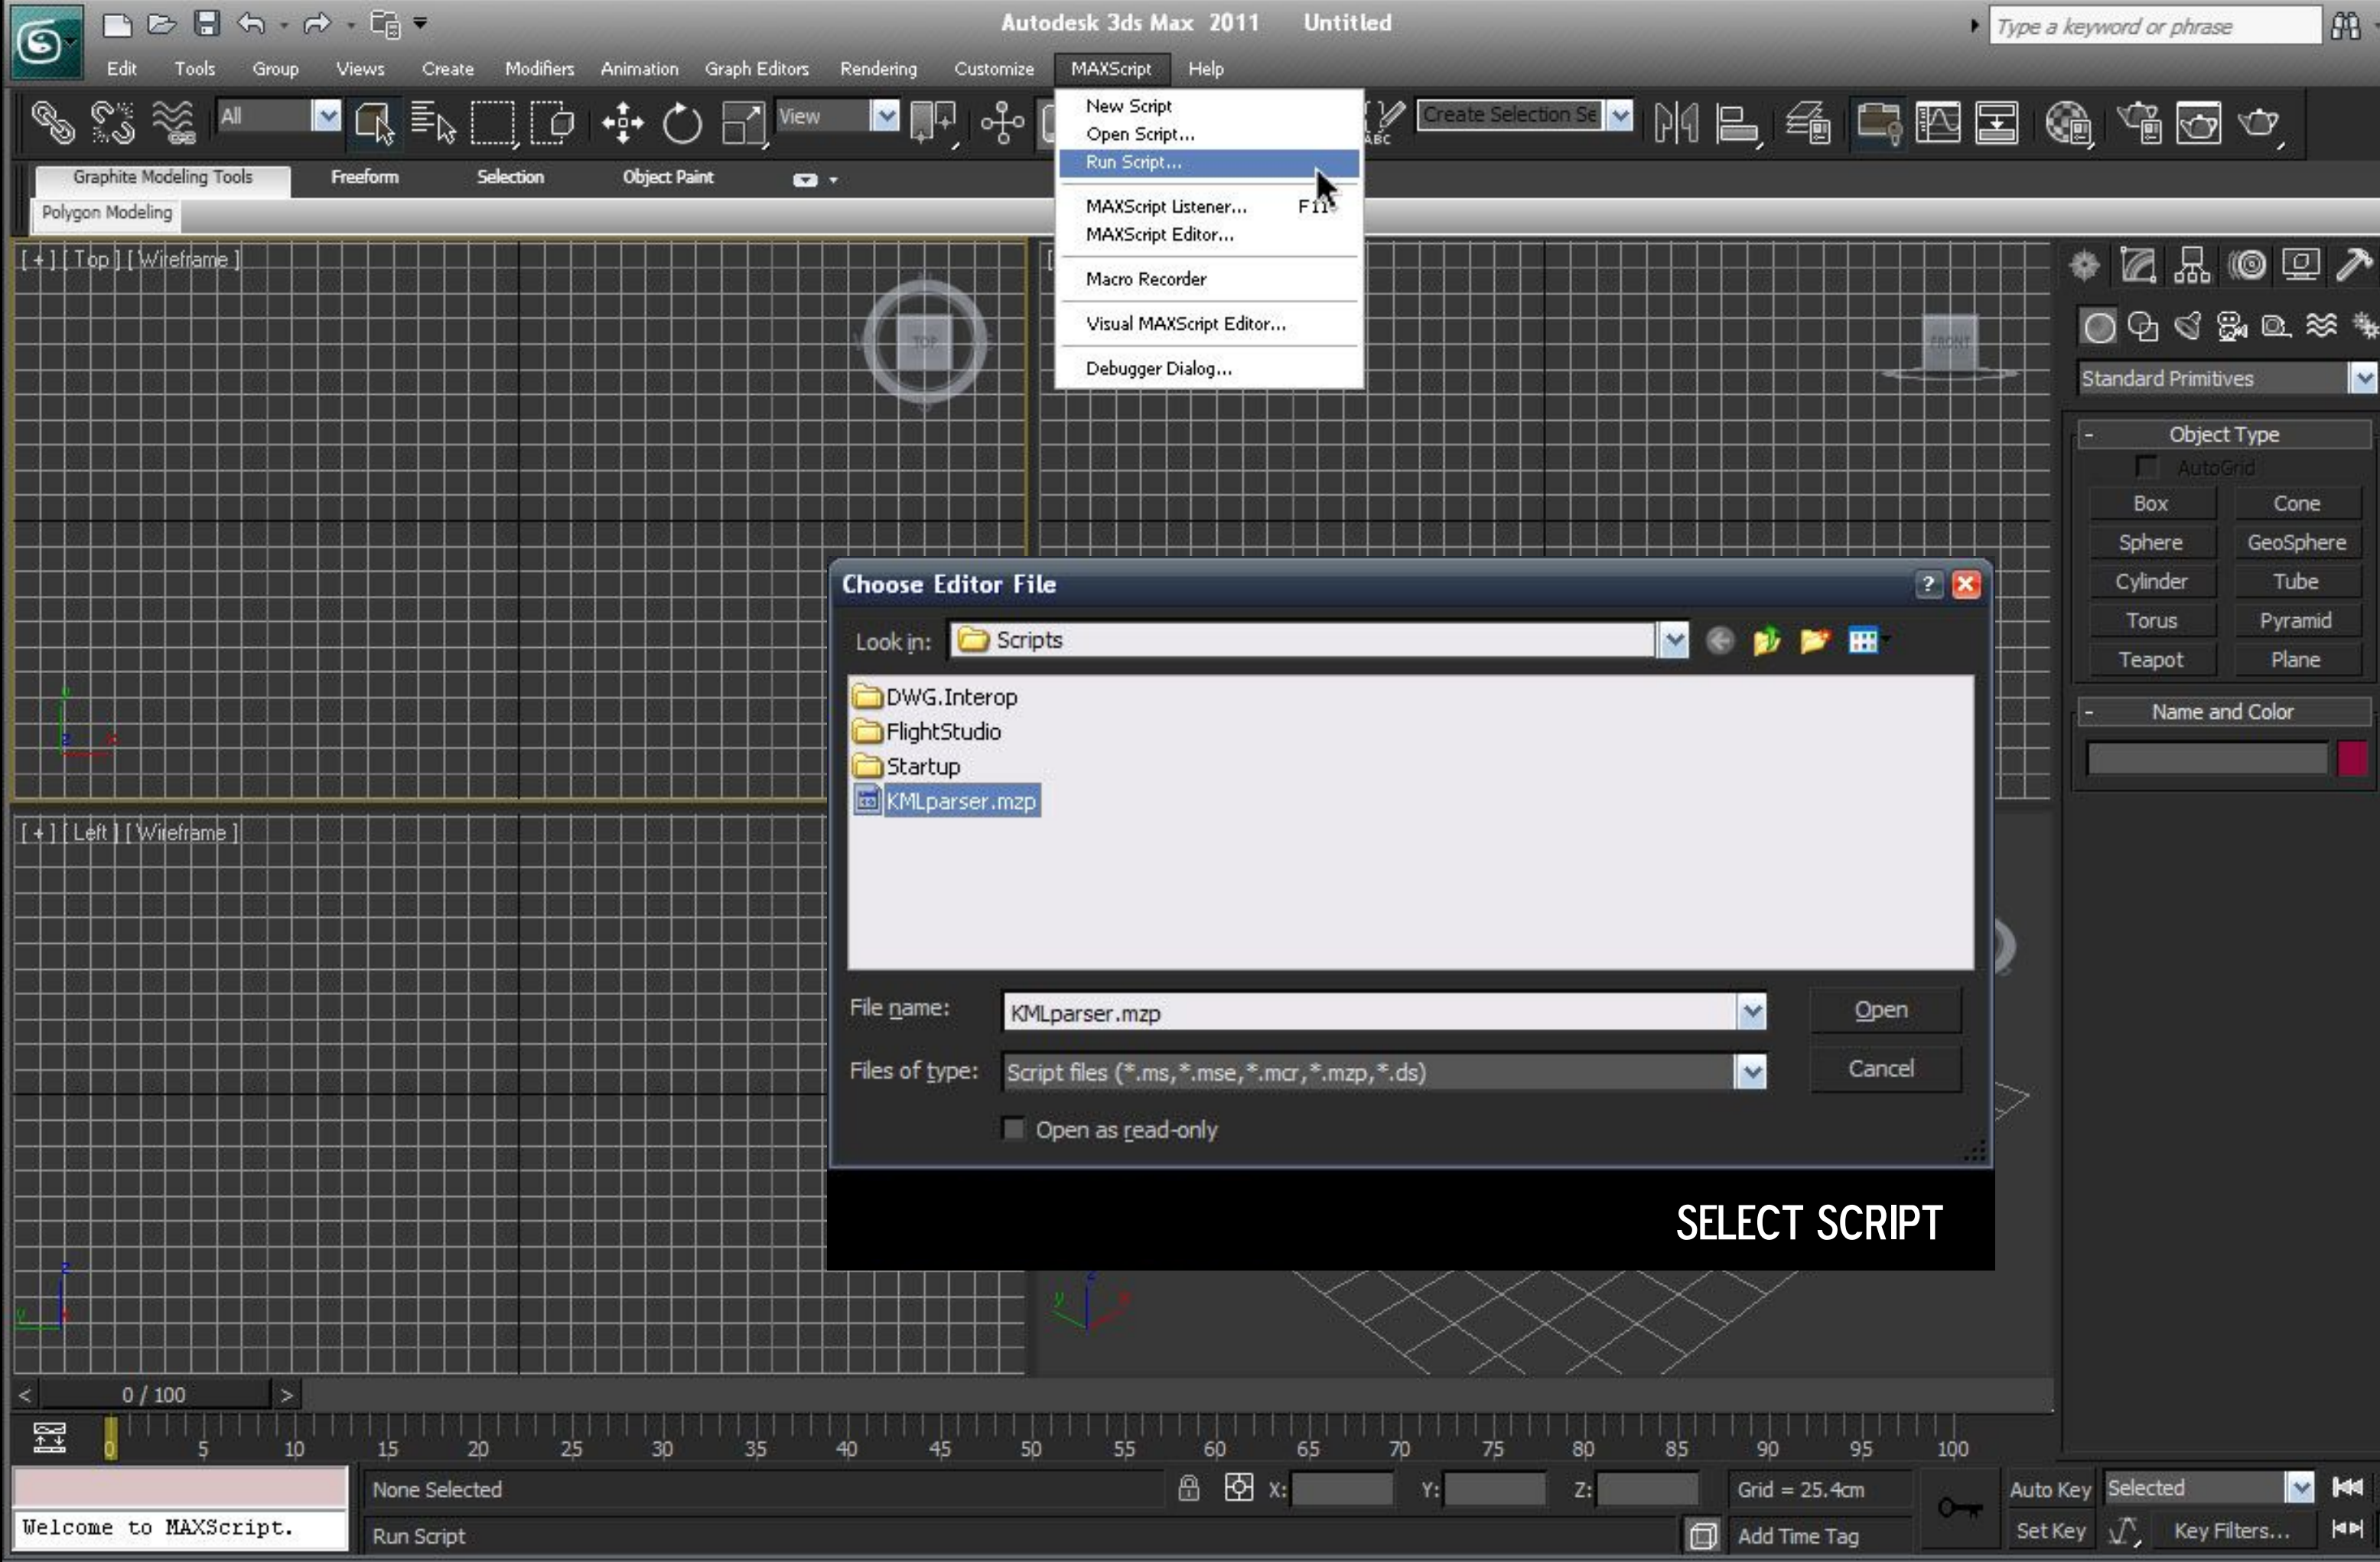 Autodesk 3ds Max 2011 Untitled
Type a keyword or phrase
Edit Tools Group Views Create Modifiers Animation Graph Editors Rendering Customize MAXScript Help
All
View
ABC
Create Selection Se
New Script
Open Script...
Run Script...
MAXScript Listener... F11
MAXScript Editor...
Macro Recorder
Visual MAXScript Editor...
Debugger Dialog...
Graphite Modeling Tools Freeform Selection Object Paint
Polygon Modeling
[ + ] [ Top ] [ Wireframe ]
TOP
FRONT
Standard Primitives
Object Type
AutoGrid
Box Cone
Sphere GeoSphere
Cylinder Tube
Torus Pyramid
Teapot Plane
Name and Color
Choose Editor File
Look in: Scripts
DWG.Interop
FlightStudio
Startup
KMLparser.mzp
File name: KMLparser.mzp Open
Files of type: Script files (*.ms,*.mse,*.mcr,*.mzp,*.ds) Cancel
Open as read-only
SELECT SCRIPT
[ + ] [ Left ] [ Wireframe ]
z
y
z
y x
< 0 / 100 >
0 5 10 15 20 25 30 35 40 45 50 55 60 65 70 75 80 85 90 95 100
None Selected X: Y: Z: Grid = 25.4cm Auto Key Selected
Welcome to MAXScript. Run Script Add Time Tag Set Key Key Filters...